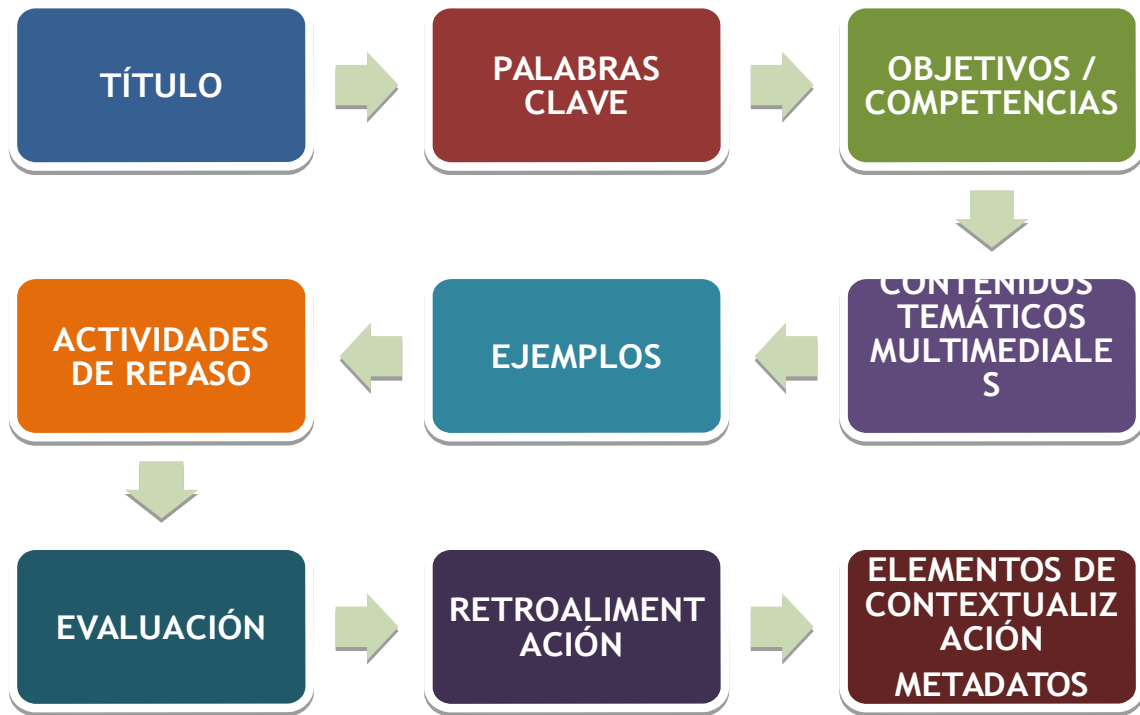 TÍTULO
PALABRAS
CLAVE
OBJETIVOS /
COMPETENCIAS
CONTENIDOS
TEMÁTICOS
MULTIMEDIALE
S
EJEMPLOS
ACTIVIDADES
DE REPASO
EVALUACIÓN
RETROALIMENT
ACIÓN
ELEMENTOS DE
CONTEXTUALIZ
ACIÓN
METADATOS